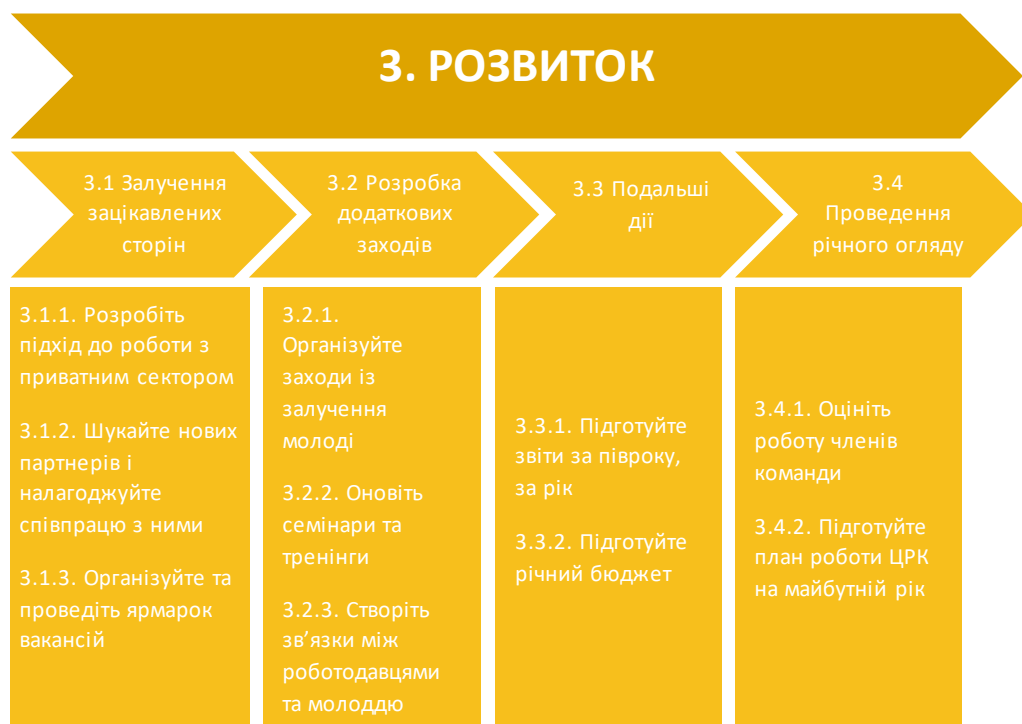 3. РОЗВИТОК
3.1 Залучення
зацікавлених
сторін
3.2 Розробка
додаткових
заходів
3.3 Подальші
дії
3.4
Проведення
річного огляду
3.1.1. Розробіть
підхід до роботи з
приватним сектором
3.1.2. Шукайте нових
партнерів і
налагоджуйте
співпрацю з ними
3.1.3. Організуйте та
проведіть ярмарок
вакансій
3.2.1.
Організуйте
заходи із
залучення
молоді
3.2.2. Оновіть
семінари та
тренінги
3.2.3. Створіть
зв’язки між
роботодавцями
та молоддю
3.3.1. Підготуйте
звіти за півроку,
за рік
3.3.2. Підготуйте
річний бюджет
3.4.1. Оцініть
роботу членів
команди
3.4.2. Підготуйте
план роботи ЦРК
на майбутній рік